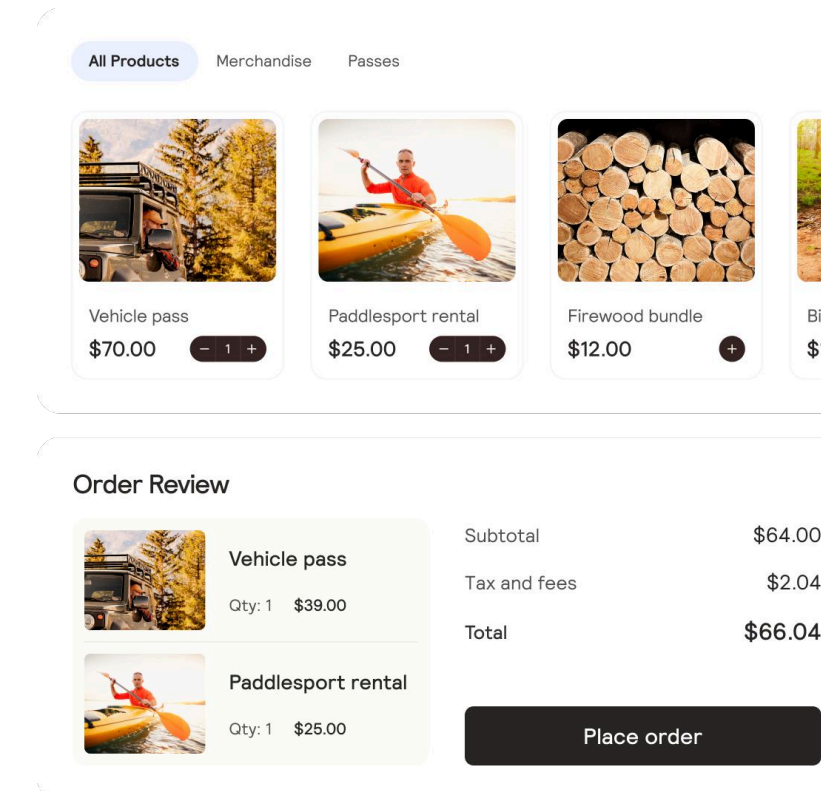 All Products Merchandise Passes
Vehicle pass Paddlesport rental Firewood bundle Bi
$70.00 − 1 + $25.00 − 1 + $12.00 + $
Order Review
Vehicle pass
Qty: 1 $39.00
Paddlesport rental
Qty: 1 $25.00
Subtotal $64.00
Tax and fees $2.04
Total $66.04
Place order